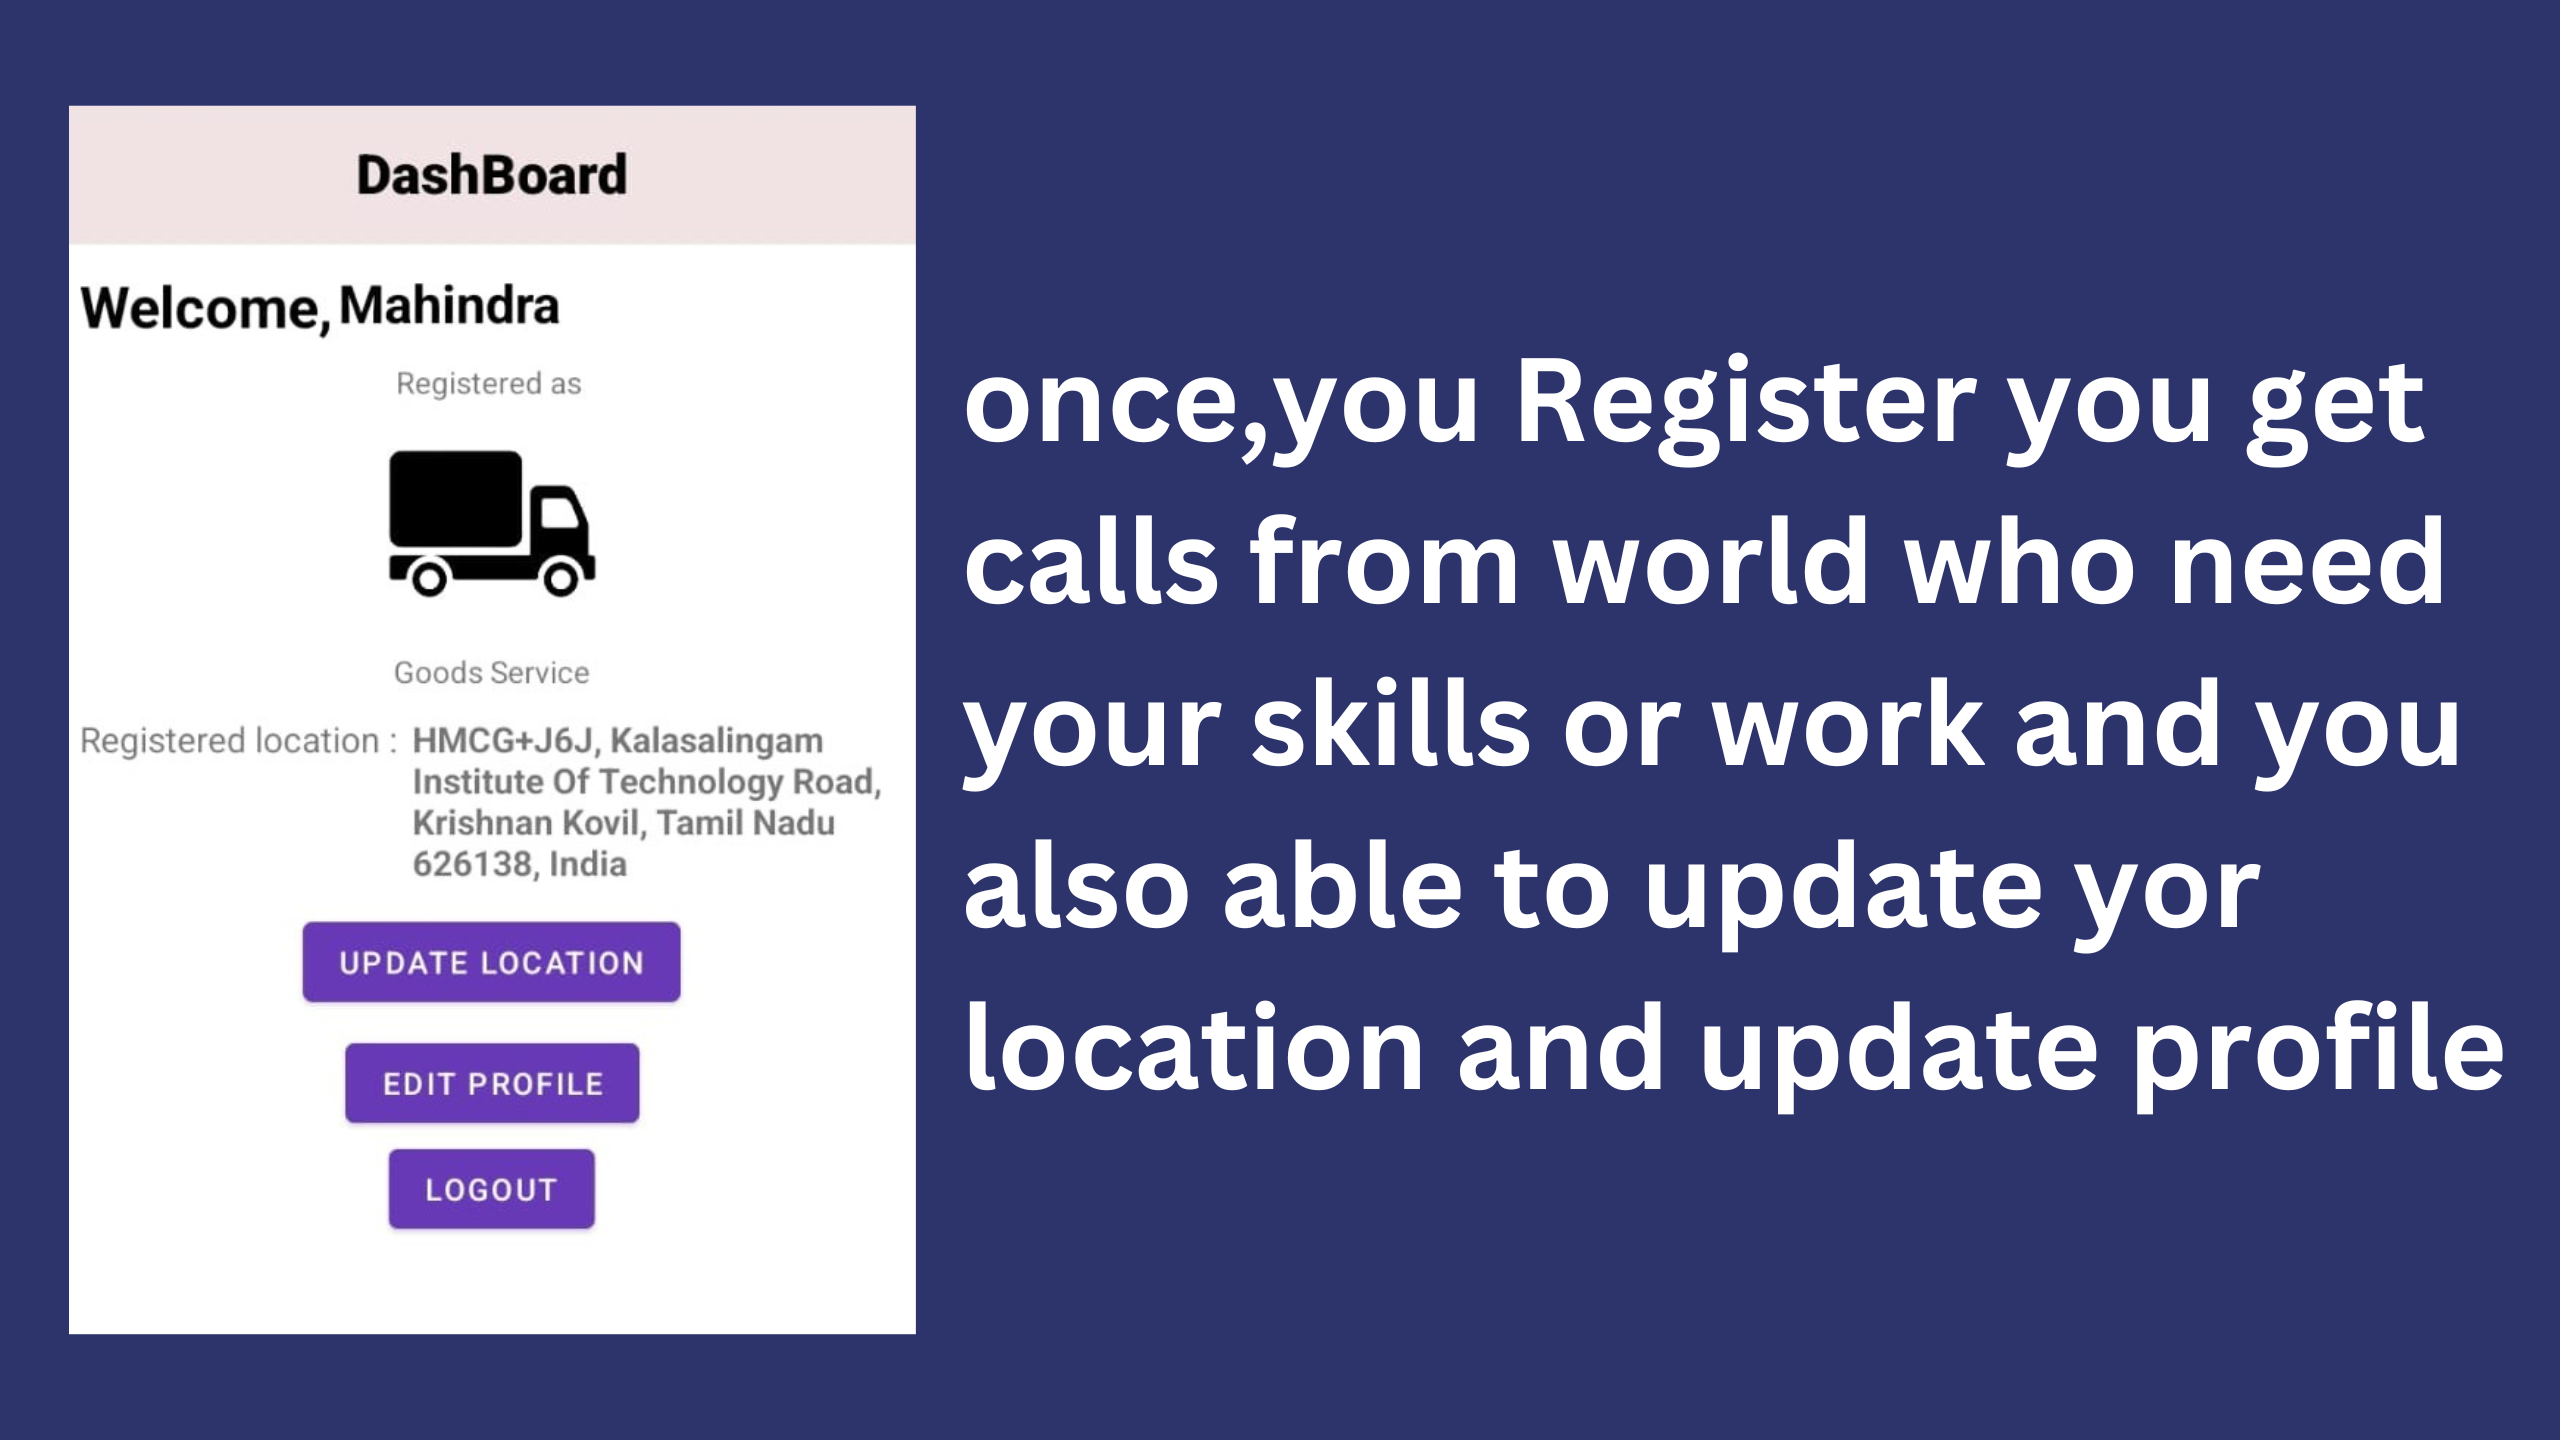 DashBoard
Welcome, Mahindra
Registered as
Goods Service
Registered location : HMCG+J6J, Kalasalingam
Institute Of Technology Road,
Krishnan Kovil, Tamil Nadu
626138, India
UPDATE LOCATION
EDIT PROFILE
LOGOUT
once,you Register you get
calls from world who need
your skills or work and you
also able to update yor
location and update profile